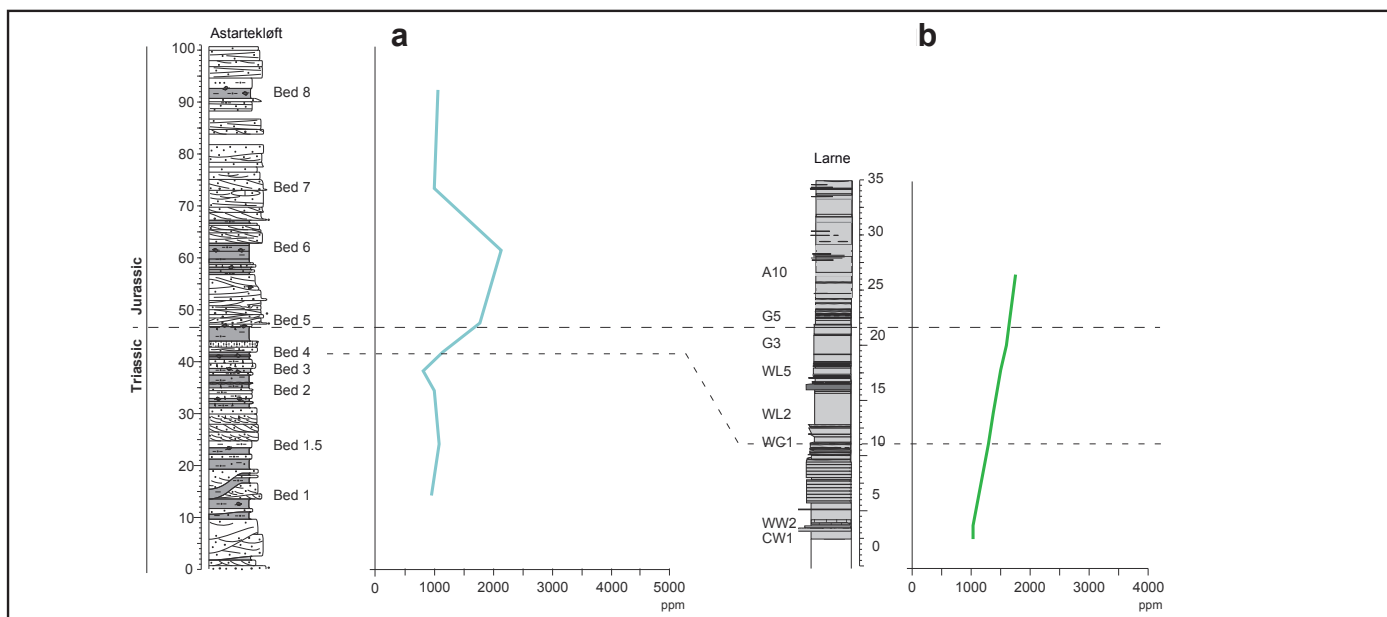 Astartekløft
a
b
100
90
80
70
60
50
40
30
20
10
0
Jurassic
Triassic
Bed 8
Bed 7
Bed 6
Bed 5
Bed 4
Bed 3
Bed 2
Bed 1.5
Bed 1
0 1000 2000 3000 4000 5000
ppm
Larne
A10
G5
G3
WL5
WL2
WC1
WW2
CW1
35
30
25
20
15
10
5
0
0 1000 2000 3000 4000
ppm